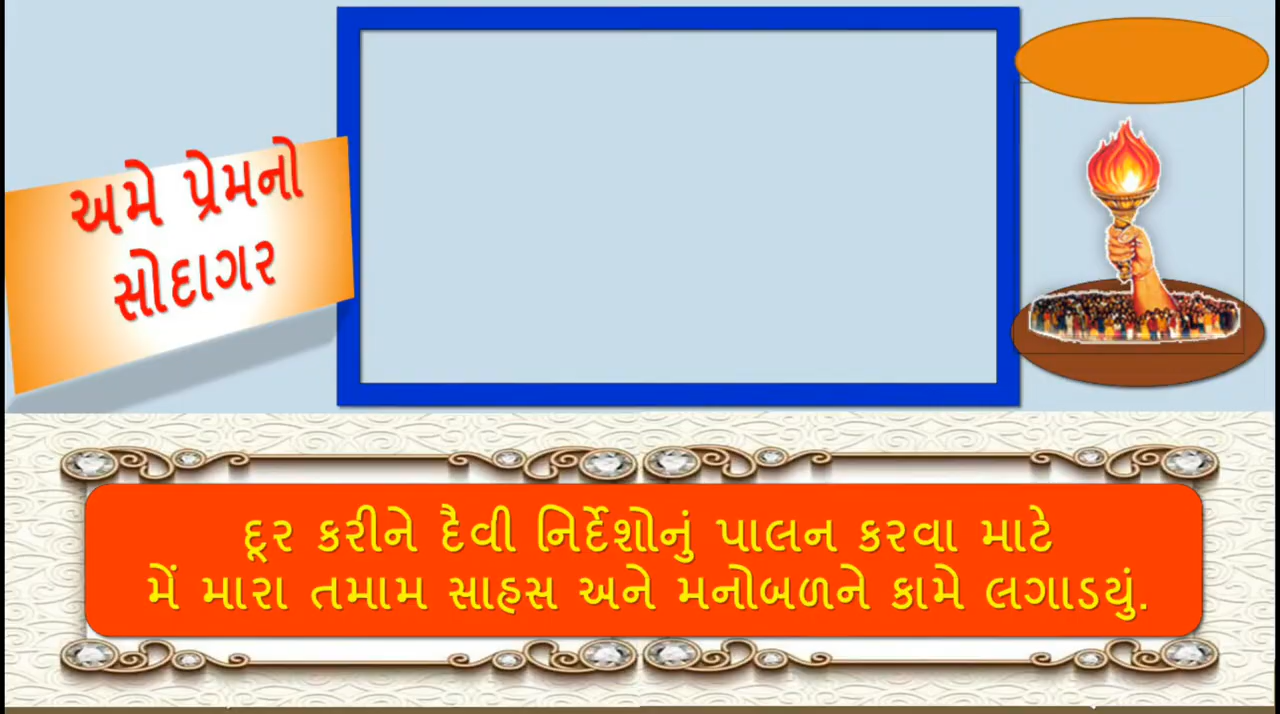 અમે પ્રેમનો
સોદાગર
દૂર કરીને દૈવી નિર્દેશોનું પાલન કરવા માટે
મેં મારા તમામ સાહસ અને મનોબળને કામે લગાડયું.